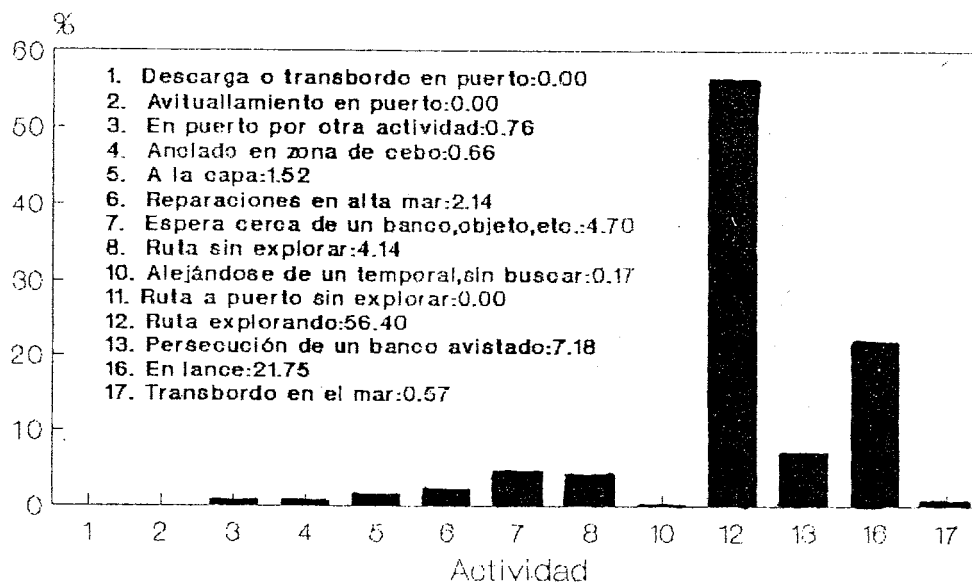 %
60
1. Descarga o transbordo en puerto:0.00
2. Avituallamiento en puerto:0.00
50
3. En puerto por otra actividad:0.76
4. Anclado en zona de cebo:0.66
5. A la capa:1.52
40
6. Reparaciones en alta mar:2.14
7. Espera cerca de un banco,objeto,etc.:4.70
8. Ruta sin explorar:4.14
30
10. Alejándose de un temporal,sin buscar:0.17
11. Ruta a puerto sin explorar:0.00
12. Ruta explorando:56.40
20
13. Persecución de un banco avistado:7.18
16. En lance:21.75
17. Transbordo en el mar:0.57
10
0
1 2 3 4 5 6 7 8 10 12 13 16 17
Actividad